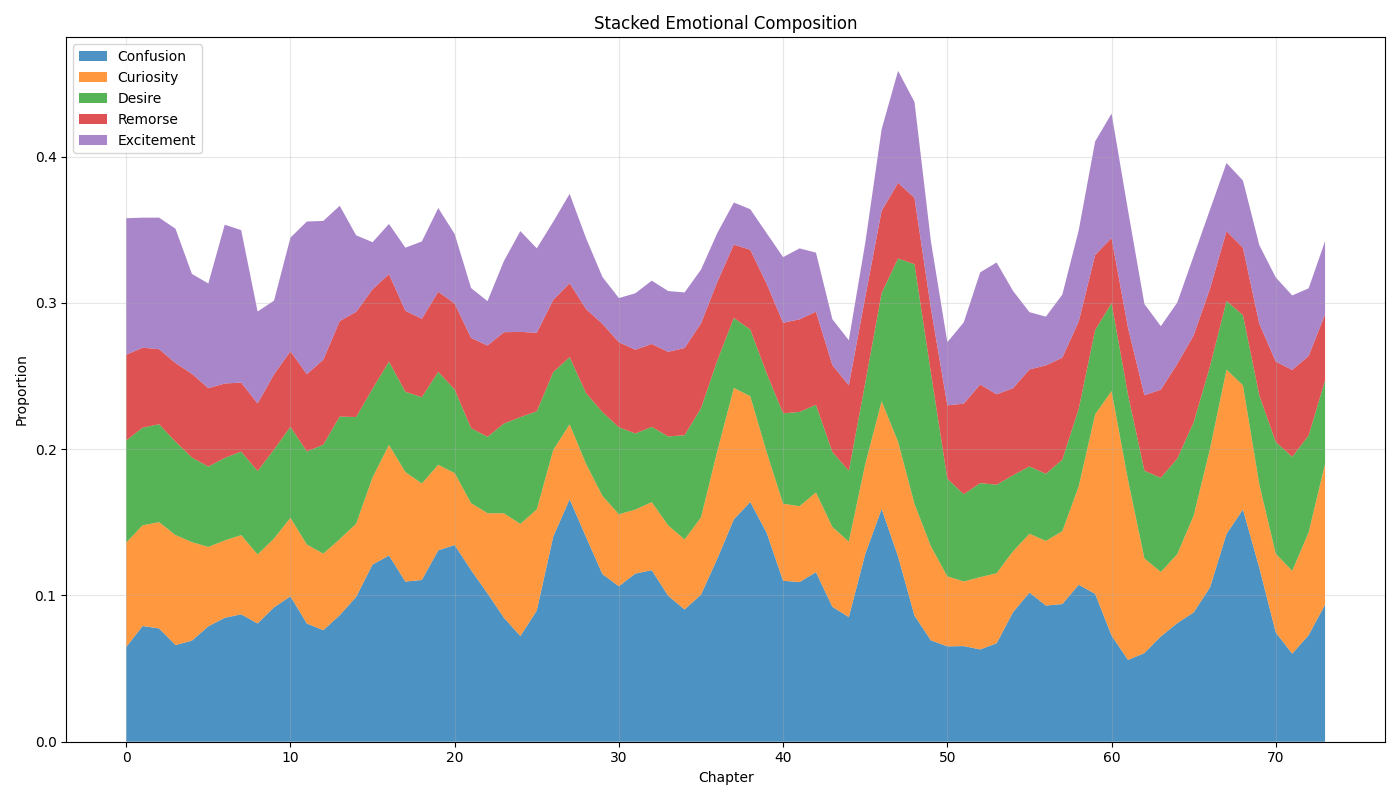 Stacked Emotional Composition
Confusion
Curiosity
Desire
Remorse
Excitement
Proportion
0.4
0.3
0.2
0.1
0.0
0 10 20 30 40 50 60 70
Chapter